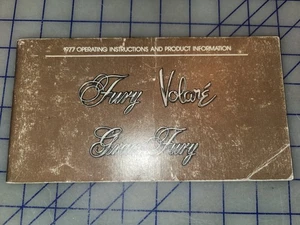 1977 OPERATING INSTRUCTIONS AND PRODUCT INFORMATION
Fury Volaré
Gran Fury